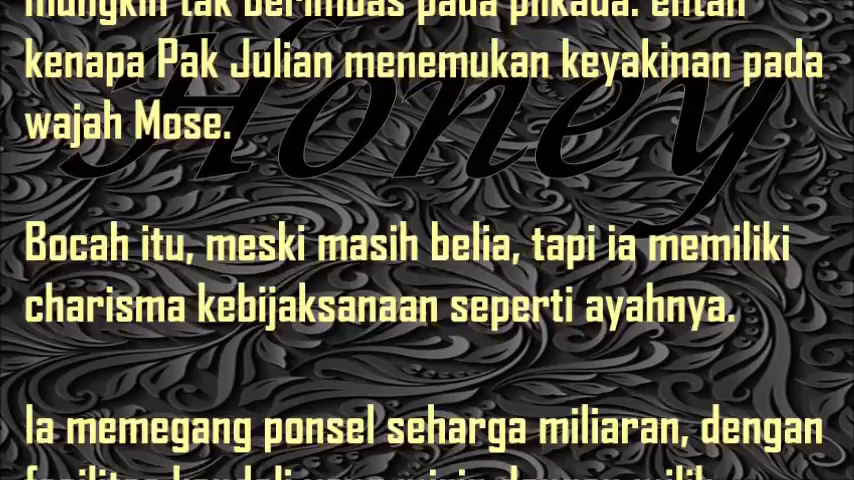 mungkin tak berimbas pada pilkada. entah
kenapa Pak Julian menemukan keyakinan pada
wajah Mose.
Honey
Bocah itu, meski masih belia, tapi ia memiliki
charisma kebijaksanaan seperti ayahnya.
Ia memegang ponsel seharga miliaran, dengan